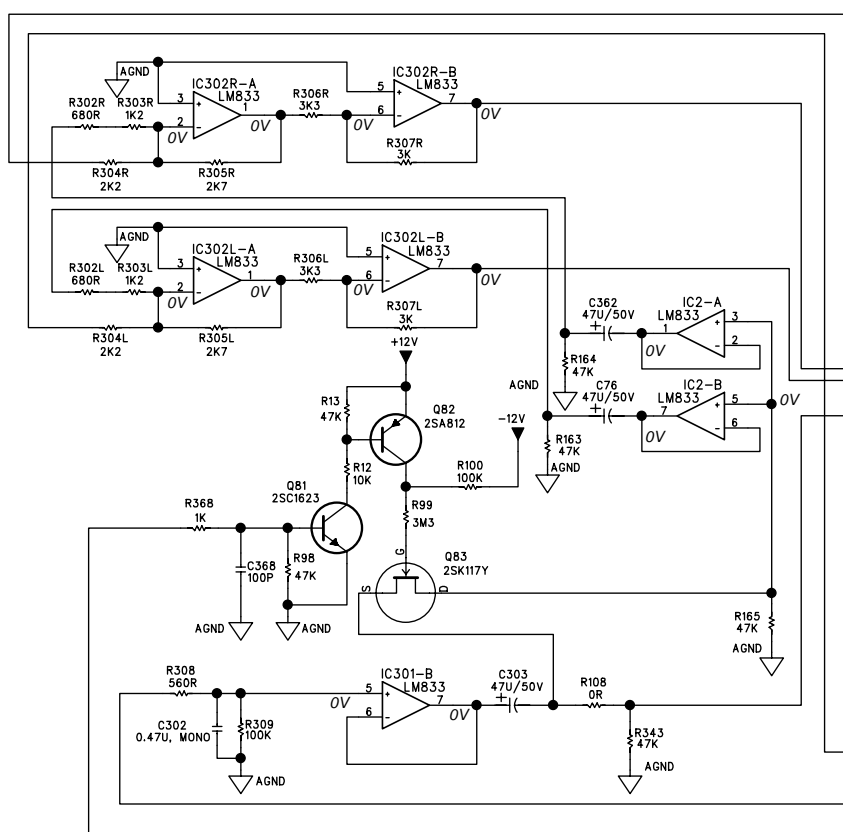 AGND
IC302R-A
LM833
IC302R-B
LM833
R302R
680R
R303R
1K2
3
+
1
2
-
0V
0V
R306R
3K3
5
+
7
6
-
0V
0V
R307R
3K
R304R
2K2
R305R
2K7
AGND
IC302L-A
LM833
IC302L-B
LM833
R302L
680R
R303L
1K2
3
+
1
2
-
0V
0V
R306L
3K3
5
+
7
6
-
0V
0V
R307L
3K
R304L
2K2
R305L
2K7
C362
47U/50V
+
IC2-A
LM833
1
3
+
2
-
0V
R164
47K
AGND
C76
47U/50V
+
IC2-B
LM833
7
5
+
6
-
0V
0V
R163
47K
AGND
+12V
R13
47K
Q82
2SA812
-12V
R12
10K
R100
100K
Q81
2SC1623
R99
3M3
R368
1K
C368
100P
R98
47K
AGND
AGND
G
S
D
Q83
2SK117Y
R165
47K
AGND
R308
560R
C302
0.47U, MONO
R309
100K
AGND
IC301-B
LM833
0V
5
+
7
6
-
0V
C303
47U/50V
+
R108
0R
R343
47K
AGND